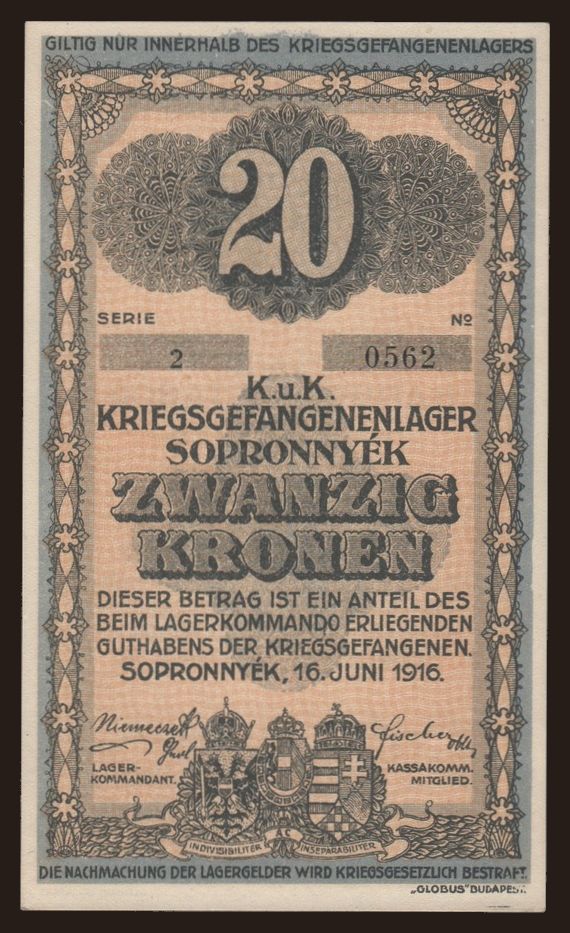 GILTIG NUR INNERHALB DES KRIEGSGEFANGENENLAGERS
20
SERIE No
2 0562
K.u.K.
KRIEGSGEFANGENENLAGER
SOPRONNYÉK
ZWANZIG
KRONEN
DIESER BETRAG IST EIN ANTEIL DES
BEIM LAGERKOMMANDO ERLIEGENDEN
GUTHABENS DER KRIEGSGEFANGENEN.
SOPRONNYÉK, 16. JUNI 1916.
Fischer
LAGER-
KOMMANDANT.
KASSAKOMM.
MITGLIED.
INDIVISIBILITER AC INSEPARABILITER
DIE NACHMACHUNG DER LAGERGELDER WIRD KRIEGSGESETZLICH BESTRAFT.
„GLOBUS" BUDAPEST.